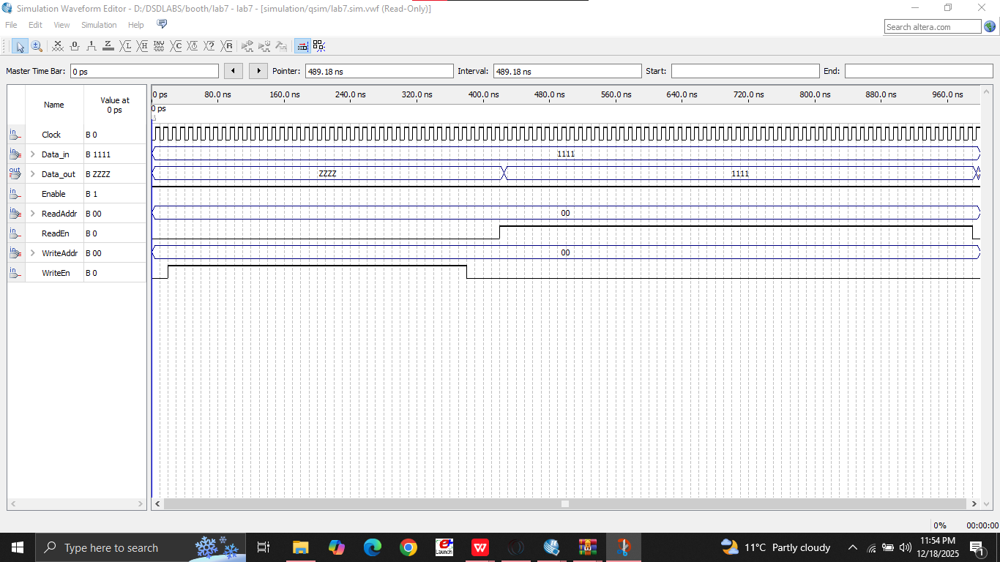 Simulation Waveform Editor - D:/DSDLABS/booth/lab7 - lab7 - [simulation/qsim/lab7.sim.vwf (Read-Only)]
File Edit View Simulation Help
Search altera.com
Master Time Bar: 0 ps Pointer: 489.18 ns Interval: 489.18 ns Start: End:
Name Value at 0 ps
0 ps 80.0 ns 160.0 ns 240.0 ns 320.0 ns 400.0 ns 480.0 ns 560.0 ns 640.0 ns 720.0 ns 800.0 ns 880.0 ns 960.0 ns
0 ps
Clock B 0
Data_in B 1111 1111
Data_out B ZZZZ ZZZZ 1111
Enable B 1
ReadAddr B 00 00
ReadEn B 0
WriteAddr B 00 00
WriteEn B 0
0% 00:00:00
Type here to search
Launch
11°C Partly cloudy
11:54 PM
12/18/2025
1